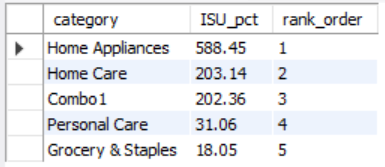 category ISU_pct rank_order
Home Appliances 588.45 1
Home Care 203.14 2
Combo1 202.36 3
Personal Care 31.06 4
Grocery & Staples 18.05 5